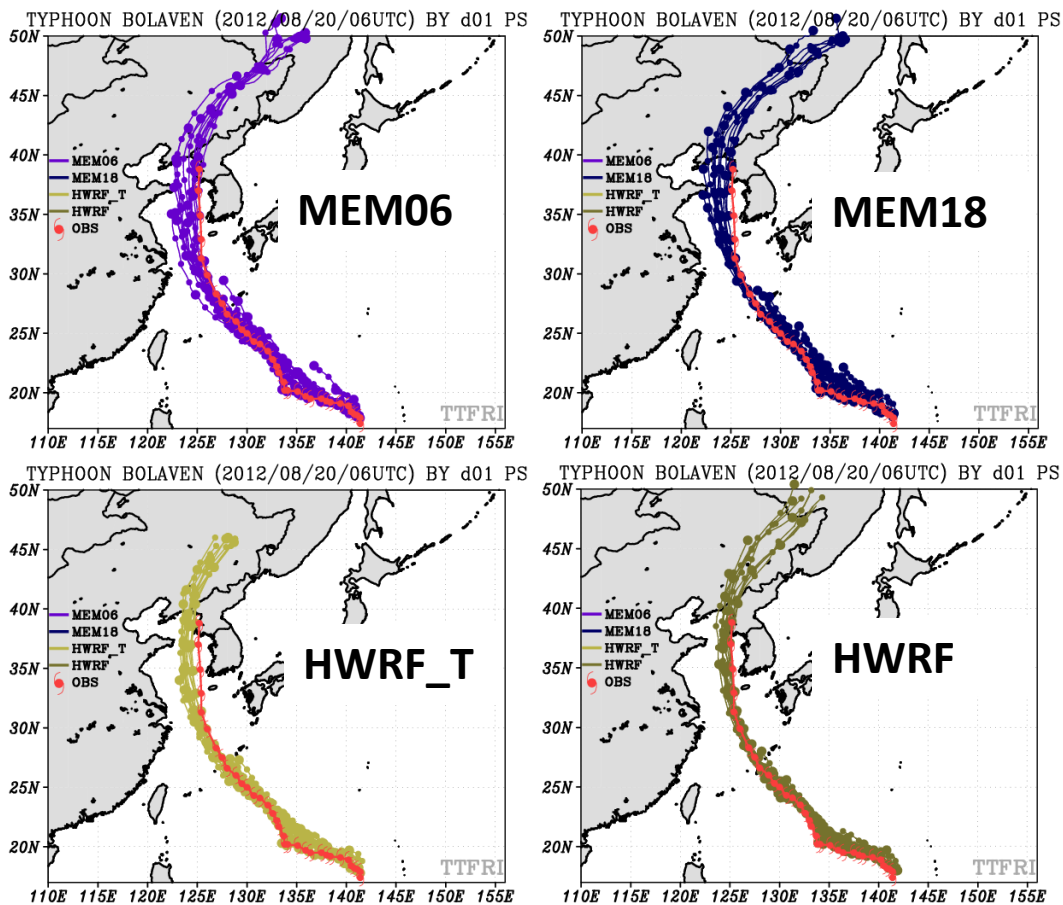 TYPHOON BOLAVEN (2012/08/20/06UTC) BY d01 PS
50N
45N
40N
35N
30N
25N
20N
MEM06
MEM18
HWRF_T
HWRF
OBS
MEM06
TTFRI
110E 115E 120E 125E 130E 135E 140E 145E 150E 155E
TYPHOON BOLAVEN (2012/08/20/06UTC) BY d01 PS
50N
45N
40N
35N
30N
25N
20N
MEM06
MEM18
HWRF_T
HWRF
OBS
MEM18
TTFRI
110E 115E 120E 125E 130E 135E 140E 145E 150E 155E
TYPHOON BOLAVEN (2012/08/20/06UTC) BY d01 PS
50N
45N
40N
35N
30N
25N
20N
MEM06
MEM18
HWRF_T
HWRF
OBS
HWRF_T
TTFRI
110E 115E 120E 125E 130E 135E 140E 145E 150E 155E
TYPHOON BOLAVEN (2012/08/20/06UTC) BY d01 PS
50N
45N
40N
35N
30N
25N
20N
MEM06
MEM18
HWRF_T
HWRF
OBS
HWRF
TTFRI
110E 115E 120E 125E 130E 135E 140E 145E 150E 155E